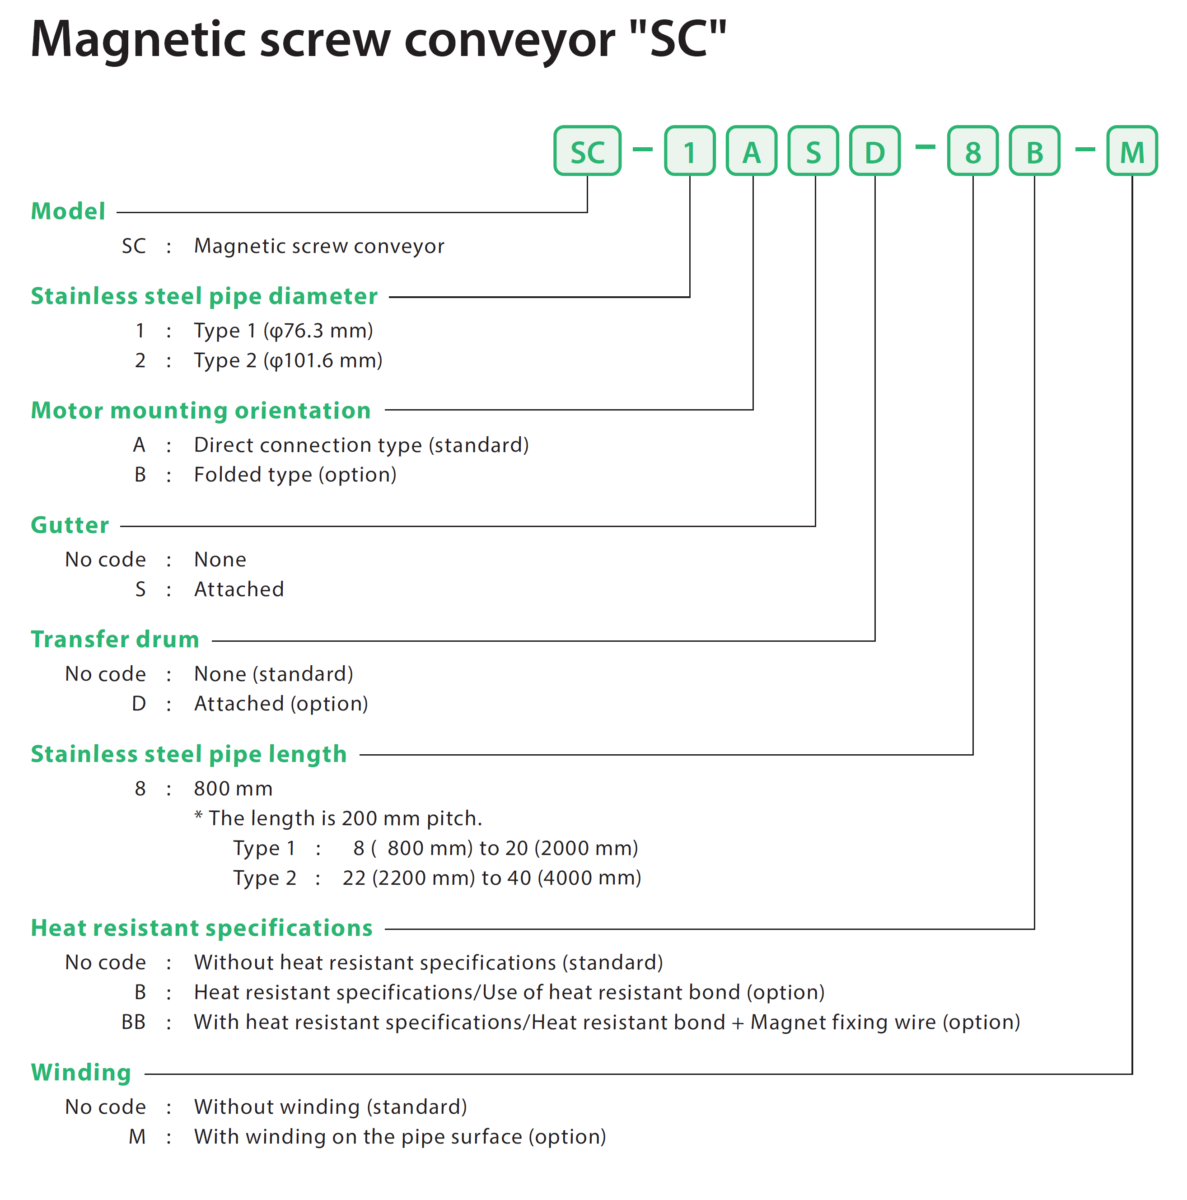 Magnetic screw conveyor "SC"
SC – 1 A S D – 8 B – M
Model
SC : Magnetic screw conveyor
Stainless steel pipe diameter
1 : Type 1 (φ76.3 mm)
2 : Type 2 (φ101.6 mm)
Motor mounting orientation
A : Direct connection type (standard)
B : Folded type (option)
Gutter
No code : None
S : Attached
Transfer drum
No code : None (standard)
D : Attached (option)
Stainless steel pipe length
8 : 800 mm
* The length is 200 mm pitch.
Type 1 : 8 ( 800 mm) to 20 (2000 mm)
Type 2 : 22 (2200 mm) to 40 (4000 mm)
Heat resistant specifications
No code : Without heat resistant specifications (standard)
B : Heat resistant specifications/Use of heat resistant bond (option)
BB : With heat resistant specifications/Heat resistant bond + Magnet fixing wire (option)
Winding
No code : Without winding (standard)
M : With winding on the pipe surface (option)